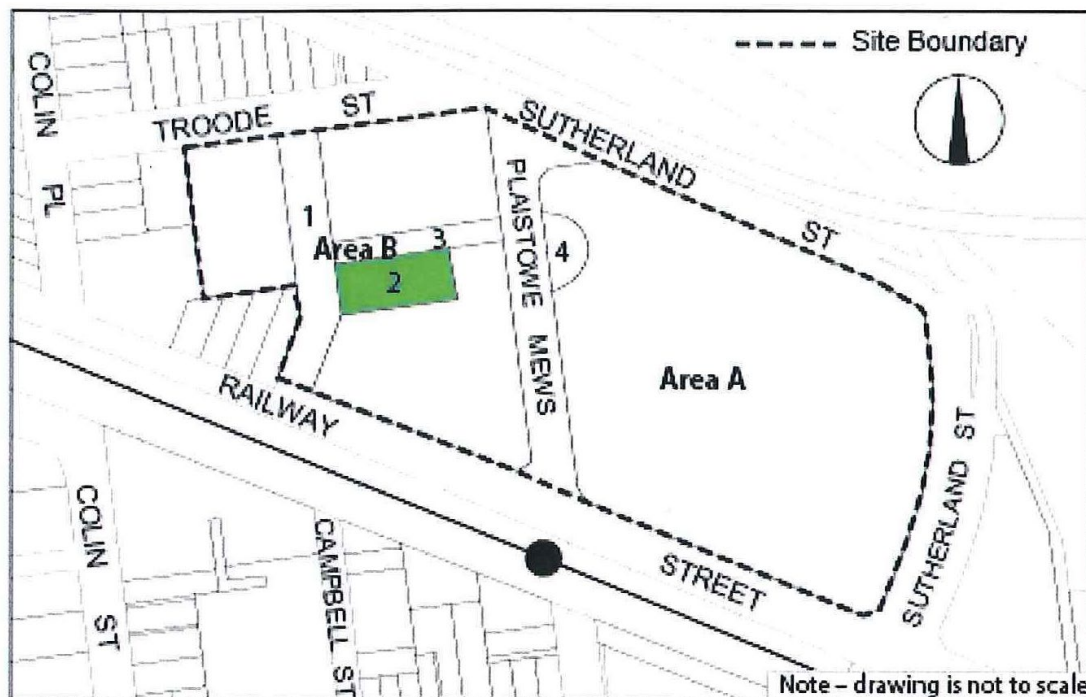 Site Boundary
COLIN PL
TROODE ST
SUTHERLAND ST
PLAISTOWE MEWS
1
Area B
3
2
4
Area A
RAILWAY STREET
SUTHERLAND ST
COLIN ST
CAMPBELL ST
Note – drawing is not to scale